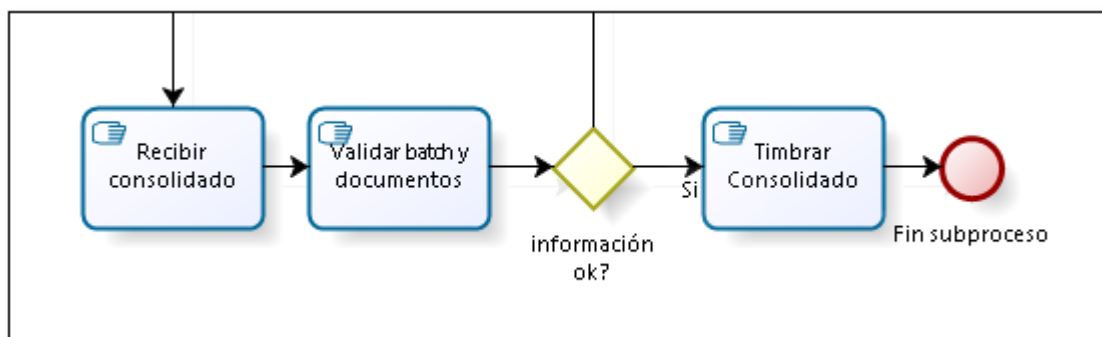 Recibir
consolidado
Validar batch y
documentos
información
ok?
Si
Timbrar
Consolidado
Fin subproceso